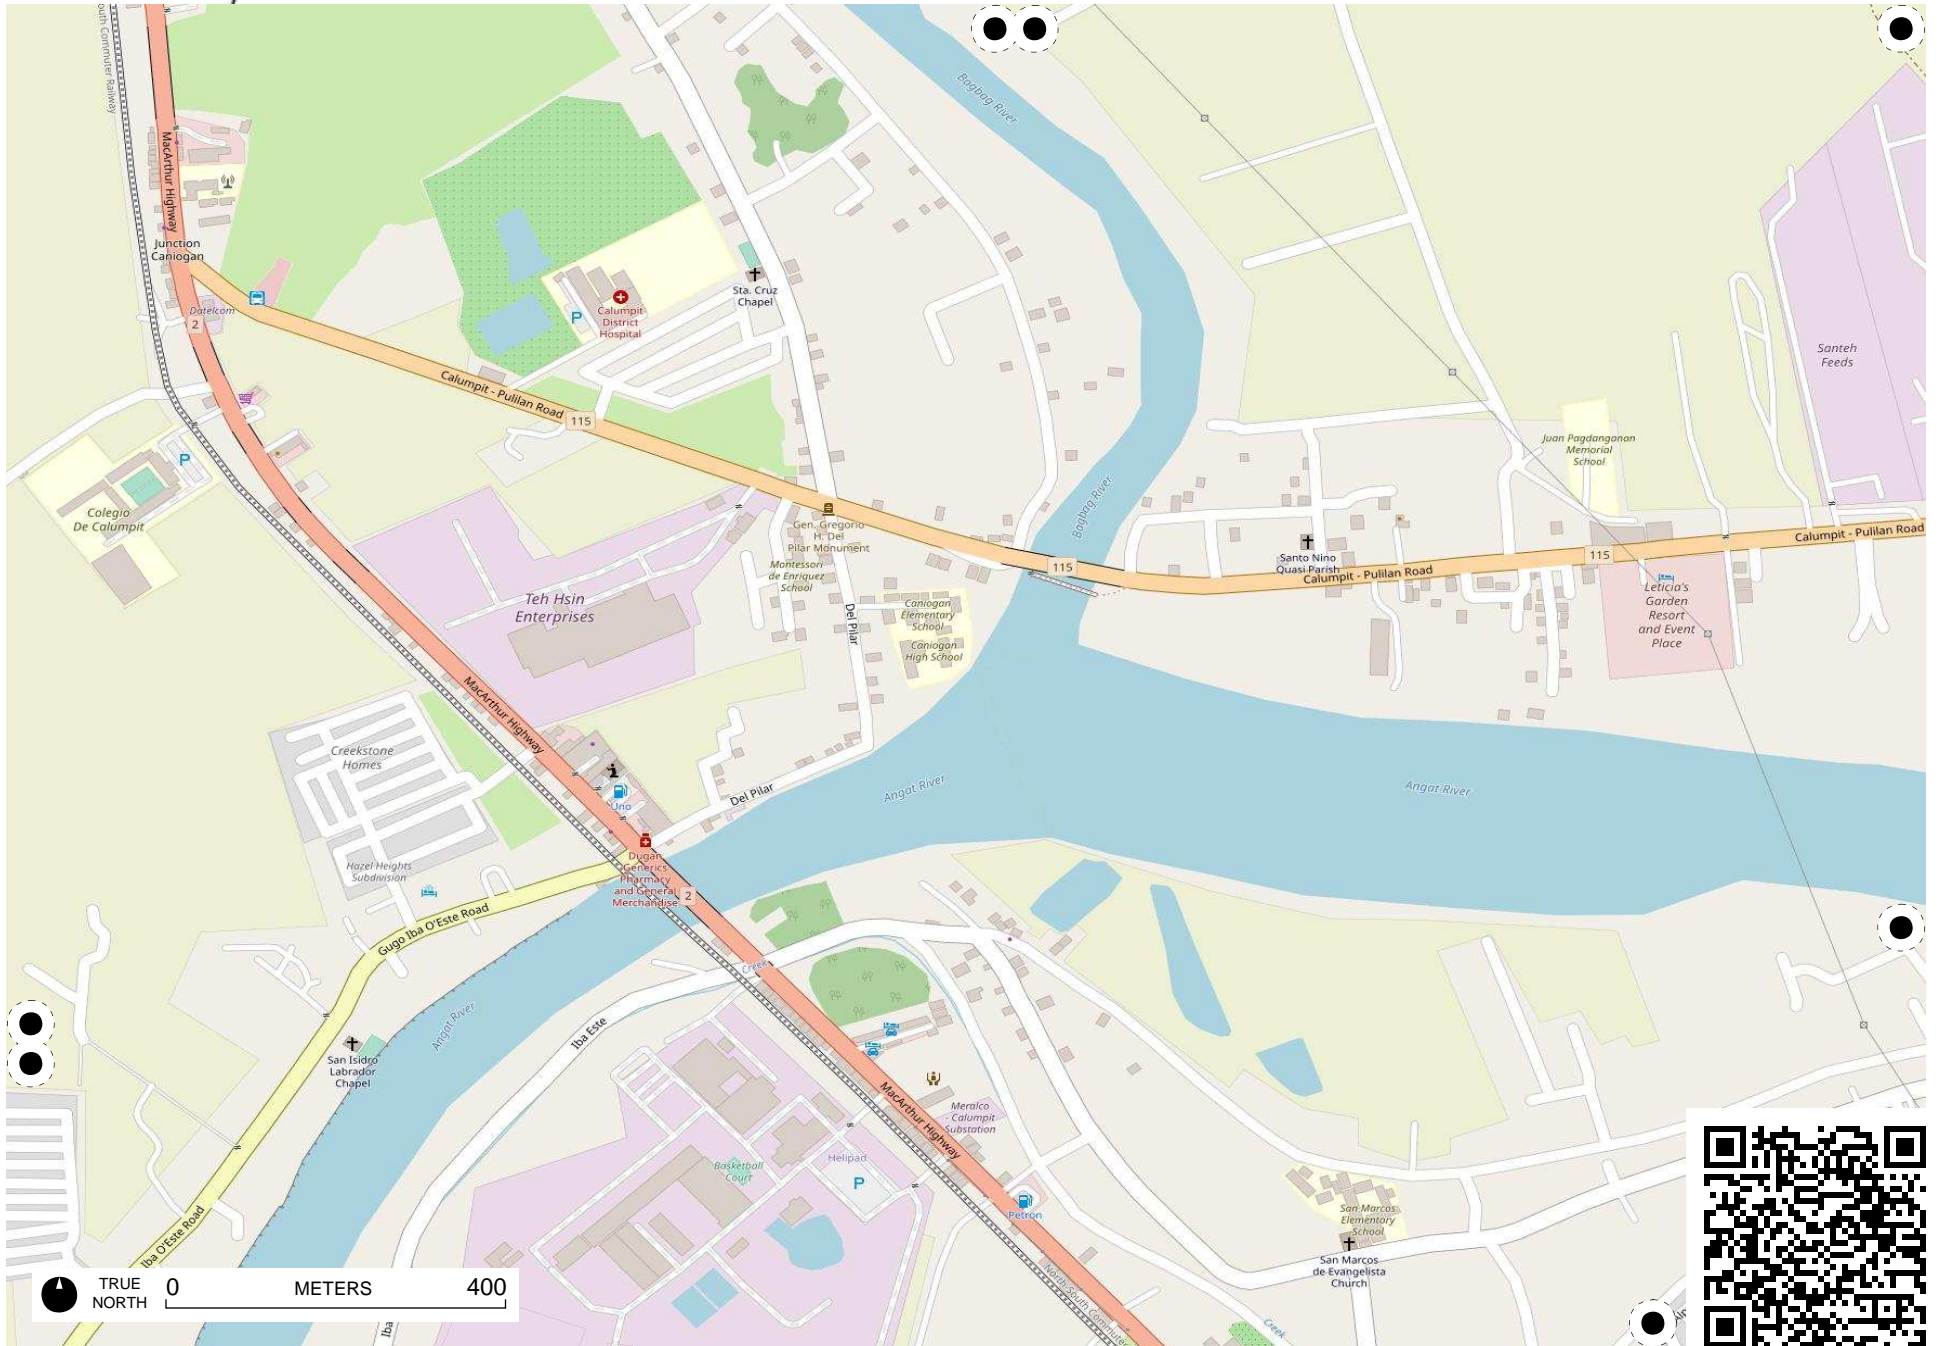 South Commuter Railway
MacArthur Highway
Bagbag River
Junction
Caniogan
Datelcom
2
P
Calumpit
District
Hospital
Sta. Cruz
Chapel
Santeh
Feeds
Calumpit - Pulilan Road
115
P
Colegio
De Calumpit
Juan Pagdanganan
Memorial
School
Bagbag River
Gen. Gregorio
H. Del
Pilar Monument
Montessori
de Enriquez
School
115
Santo Nino
Quasi Parish
Calumpit - Pulilan Road
115
Calumpit - Pulilan Road
Teh Hsin
Enterprises
Del Pilar
Caniogan
Elementary
School
Caniogan
High School
Leticia's
Garden
Resort
and Event
Place
MacArthur Highway
Creekstone
Homes
Uno
Del Pilar
Angat River
Angat River
Hazel Heights
Subdivision
Dugan
Generics
Pharmacy
and General
Merchandise
2
Gugo Iba O'Este Road
Creek
Angat River
Iba Este
San Isidro
Labrador
Chapel
MacArthur Highway
Meralco
- Calumpit
Substation
Basketball
Court
Helipad
P
Petron
San Marcos
Elementary
School
San Marcos
de Evangelista
Church
Iba O'Este Road
North-South Commuter
Creek
Iba
TRUE
NORTH
0 METERS 400